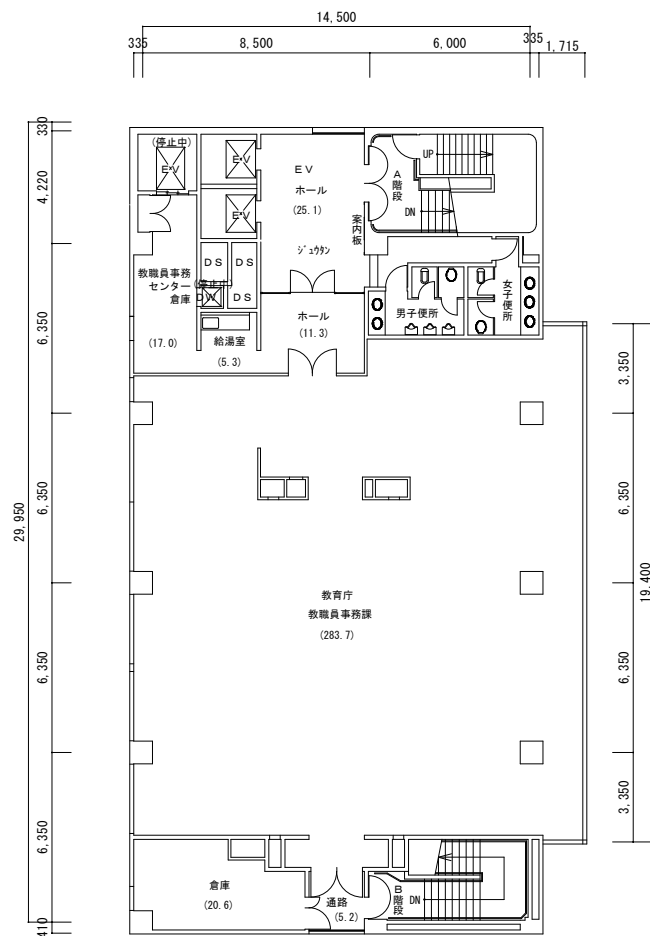 14,500
335
8,500
6,000
335
1,715
330
4,220
6,350
6,350
6,350
6,350
410
29,950
(停止中)
EV
EV
EV
EV
ホール
(25.1)
ジュウタン
案内板
A階段
UP
DN
教職員事務
センター
倉庫
(17.0)
DS
DS
(停止中)
DW
DS
給湯室
(5.3)
ホール
(11.3)
男子便所
女子便所
3,350
6,350
6,350
3,350
19,400
教育庁
教職員事務課
(283.7)
倉庫
(20.6)
通路
(5.2)
B階段
DN